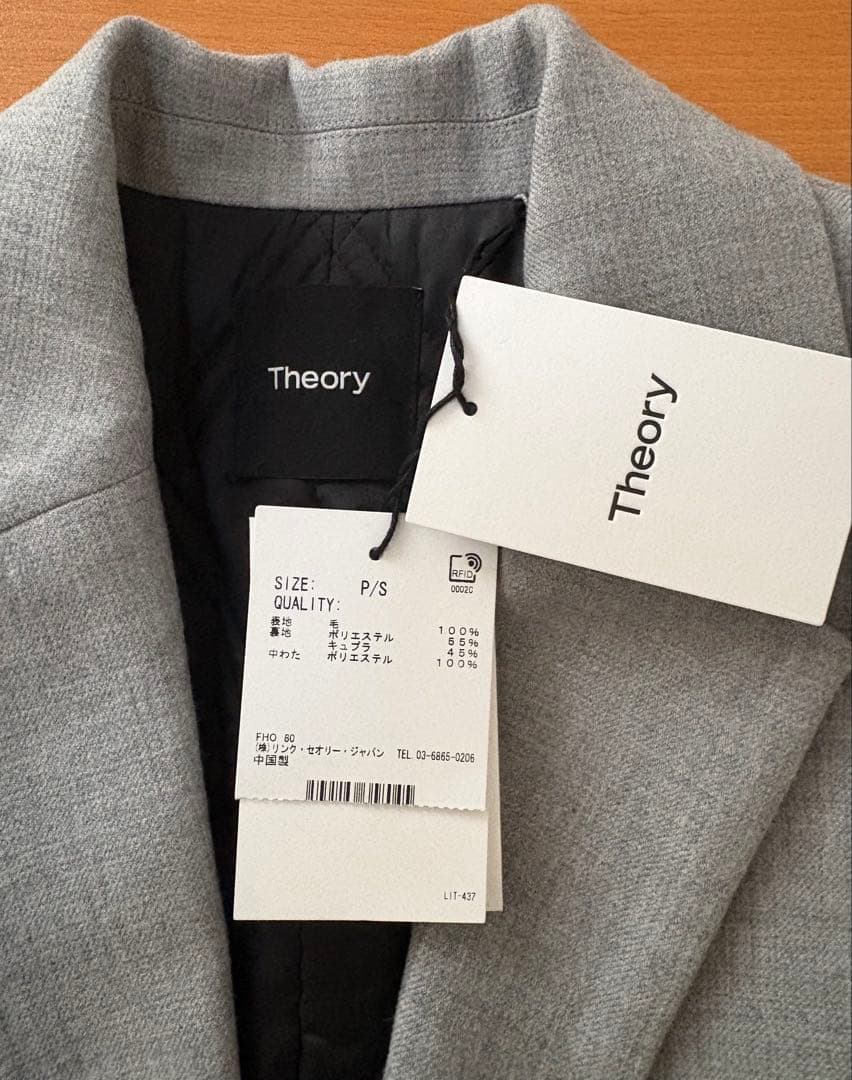 Theory
Theory
RFID
0002C
SIZE: P/S
QUALITY:
表地 毛 100%
裏地 ポリエステル 55%
キュプラ 45%
中わた ポリエステル 100%
FHO 80
(株)リンク・セオリー・ジャパン TEL. 03-6865-0206
中国製
LIT-437